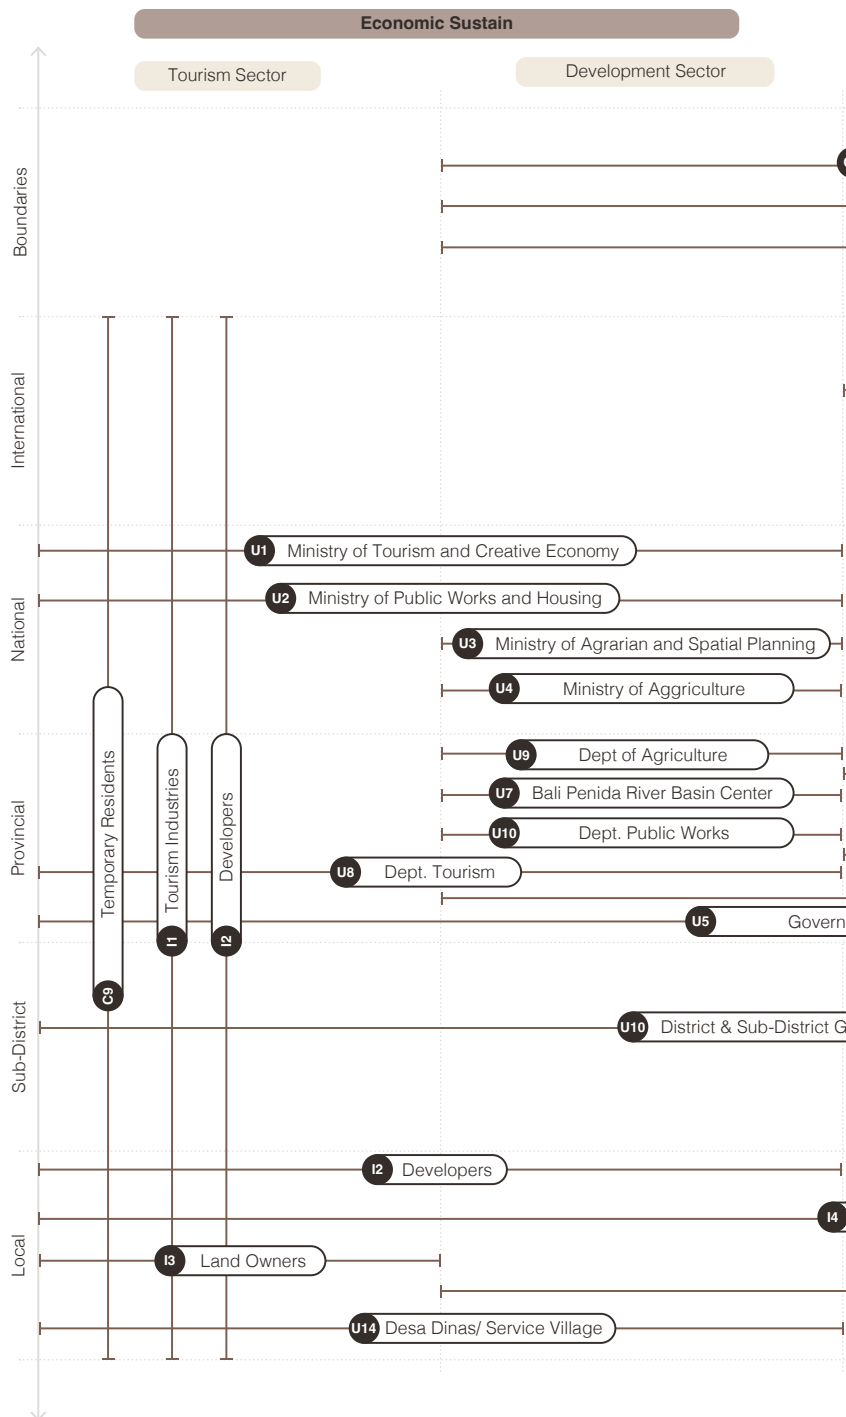 Economic Sustain
Tourism Sector
Development Sector
Boundaries
International
National
U1 Ministry of Tourism and Creative Economy
U2 Ministry of Public Works and Housing
U3 Ministry of Agrarian and Spatial Planning
U4 Ministry of Aggriculture
Provincial
U9 Dept of Agriculture
U7 Bali Penida River Basin Center
U10 Dept. Public Works
U8 Dept. Tourism
U5 Govern
Temporary Residents
C9
Tourism Industries
I1
Developers
I2
Sub-District
U10 District & Sub-District G
Local
I2 Developers
I4
I3 Land Owners
U14 Desa Dinas/ Service Village